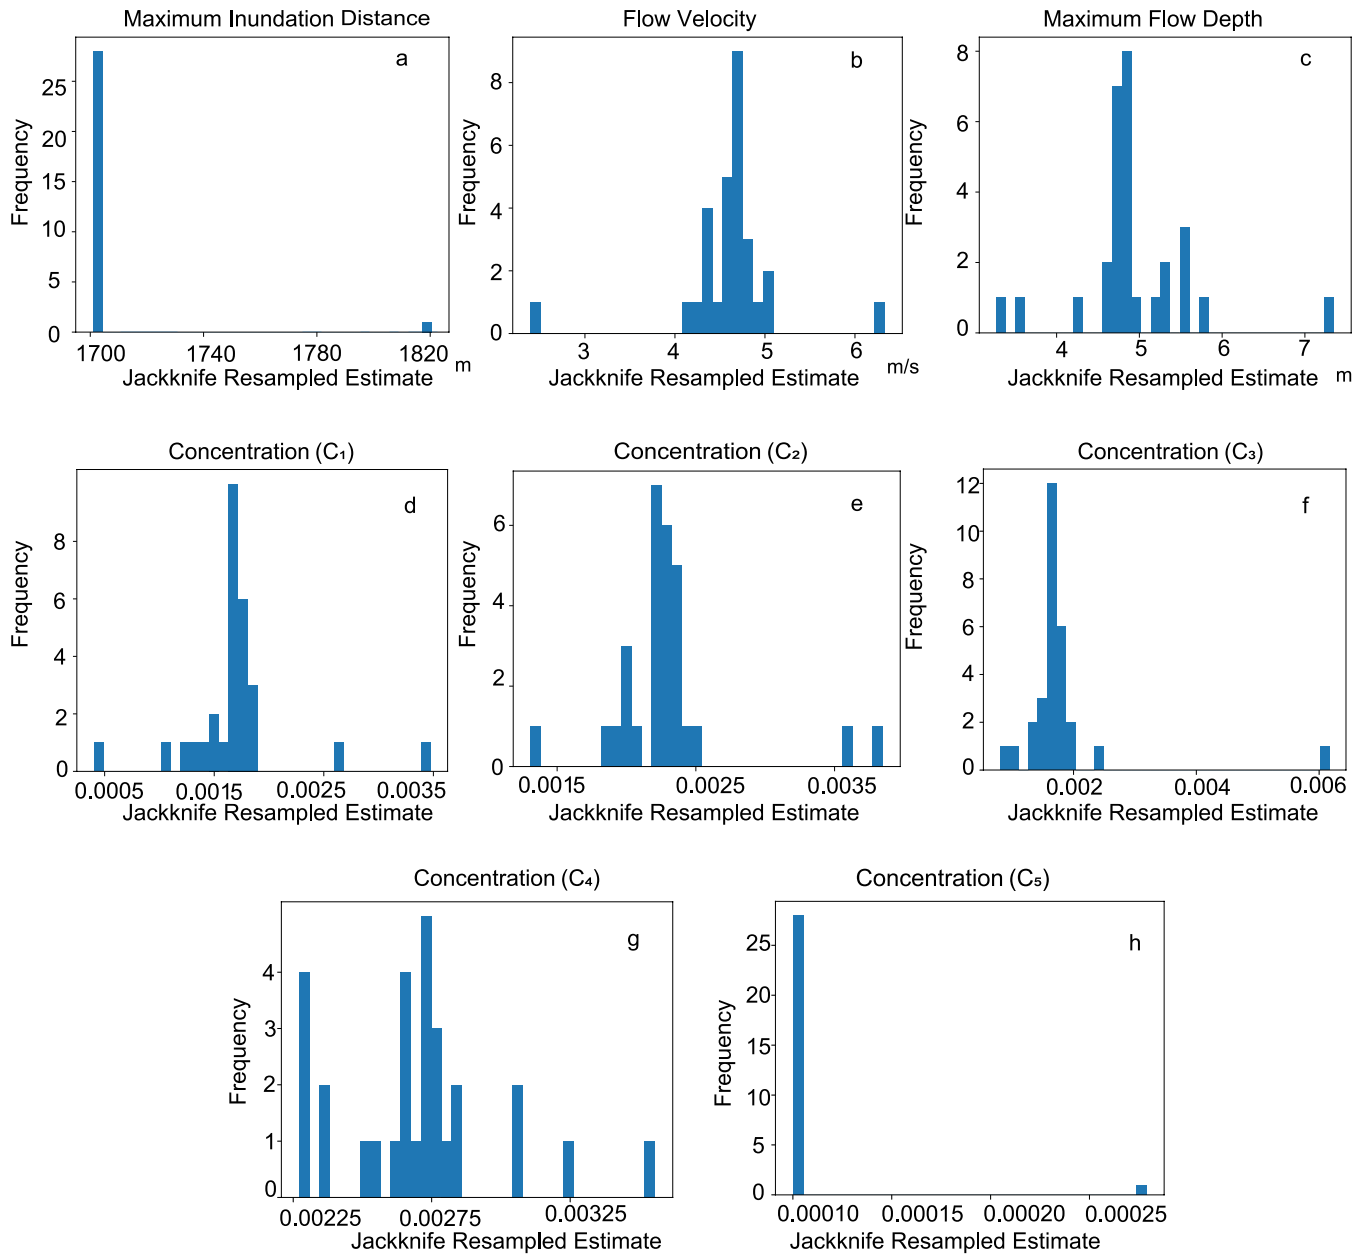 Maximum Inundation Distance
Flow Velocity
Maximum Flow Depth
a
b
c
Frequency
Frequency
Frequency
25
20
15
10
5
0
8
6
4
2
0
8
6
4
2
0
1700 1740 1780 1820 m
3 4 5 6 m/s
4 5 6 7 m
Jackknife Resampled Estimate
Jackknife Resampled Estimate
Jackknife Resampled Estimate
Concentration (C₁)
Concentration (C₂)
Concentration (C₃)
d
e
f
Frequency
Frequency
Frequency
8
6
4
2
0
6
4
2
0
12
10
8
6
4
2
0
0.0005 0.0015 0.0025 0.0035
0.0015 0.0025 0.0035
0.002 0.004 0.006
Jackknife Resampled Estimate
Jackknife Resampled Estimate
Jackknife Resampled Estimate
Concentration (C₄)
Concentration (C₅)
g
h
Frequency
Frequency
4
3
2
1
0
25
20
15
10
5
0
0.00225 0.00275 0.00325
0.00010 0.00015 0.00020 0.00025
Jackknife Resampled Estimate
Jackknife Resampled Estimate